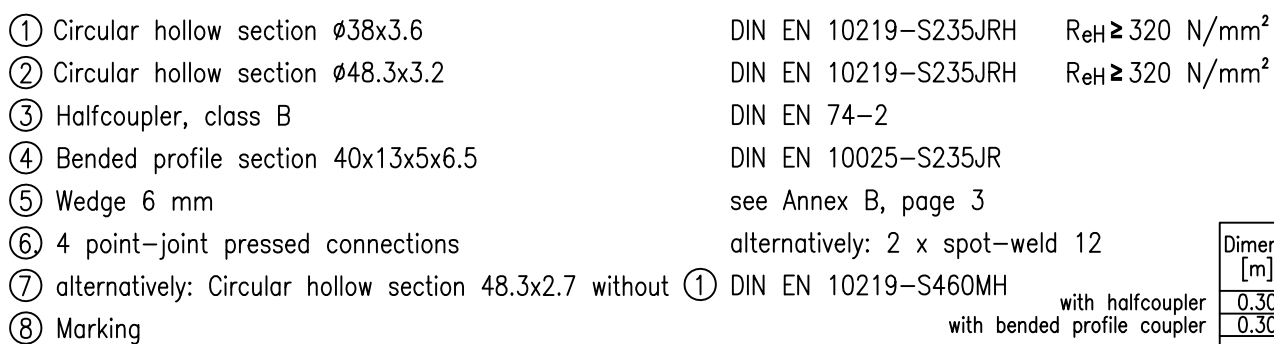 ① Circular hollow section ø38x3.6 DIN EN 10219-S235JRH ReH ≥ 320 N/mm²
② Circular hollow section ø48.3x3.2 DIN EN 10219-S235JRH ReH ≥ 320 N/mm²
③ Halfcoupler, class B DIN EN 74-2
④ Bended profile section 40x13x5x6.5 DIN EN 10025-S235JR
⑤ Wedge 6 mm see Annex B, page 3
⑥ 4 point-joint pressed connections alternatively: 2 x spot-weld 12
⑦ alternatively: Circular hollow section 48.3x2.7 without ① DIN EN 10219-S460MH
⑧ Marking
[m]
with halfcoupler 0.30
with bended profile coupler 0.30